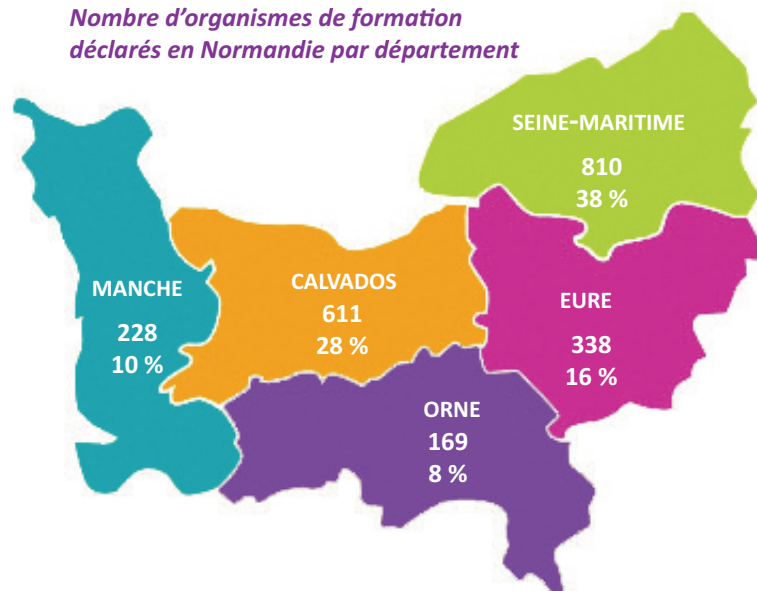 Nombre d'organismes de formation
déclarés en Normandie par département
SEINE-MARITIME
810
38 %
MANCHE
228
10 %
CALVADOS
611
28 %
EURE
338
16 %
ORNE
169
8 %